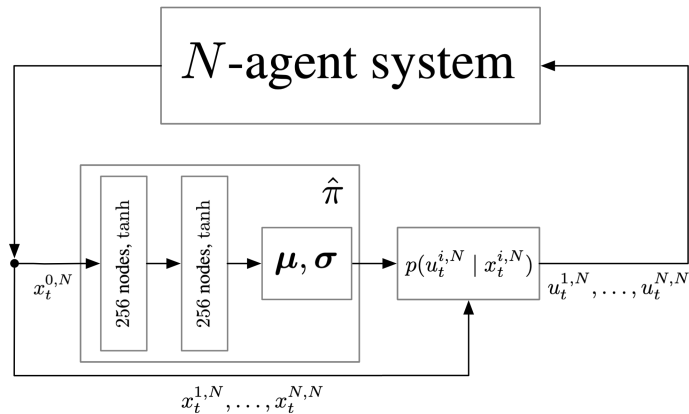 N-agent system
π̂
256 nodes, tanh
256 nodes, tanh
μ, σ
p(u_t^{i,N} | x_t^{i,N})
x_t^{0,N}
u_t^{1,N}, . . . , u_t^{N,N}
x_t^{1,N}, . . . , x_t^{N,N}